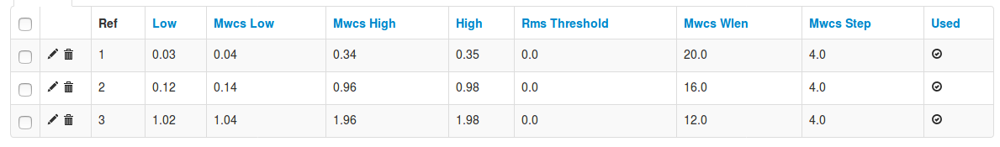 Ref Low Mwcs Low Mwcs High High Rms Threshold Mwcs Wlen Mwcs Step Used
1 0.03 0.04 0.34 0.35 0.0 20.0 4.0
2 0.12 0.14 0.96 0.98 0.0 16.0 4.0
3 1.02 1.04 1.96 1.98 0.0 12.0 4.0